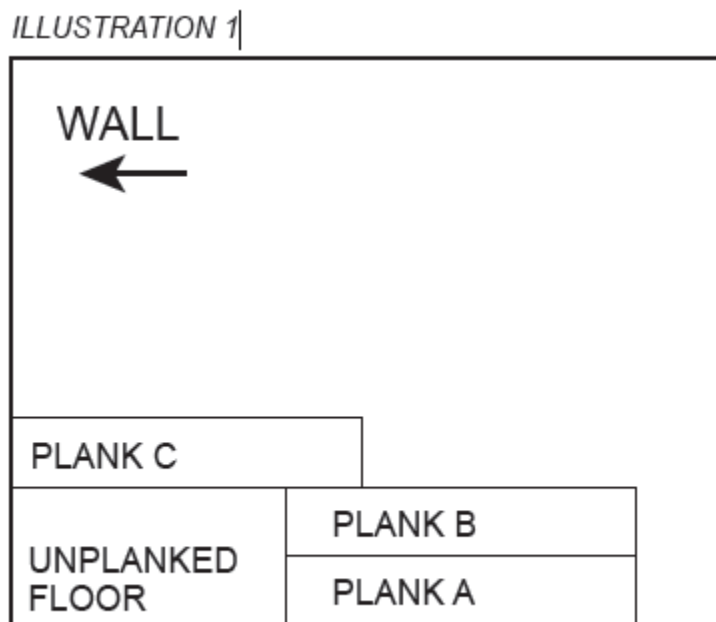 ILLUSTRATION 1
WALL
PLANK C
PLANK B
UNPLANKED
FLOOR
PLANK A